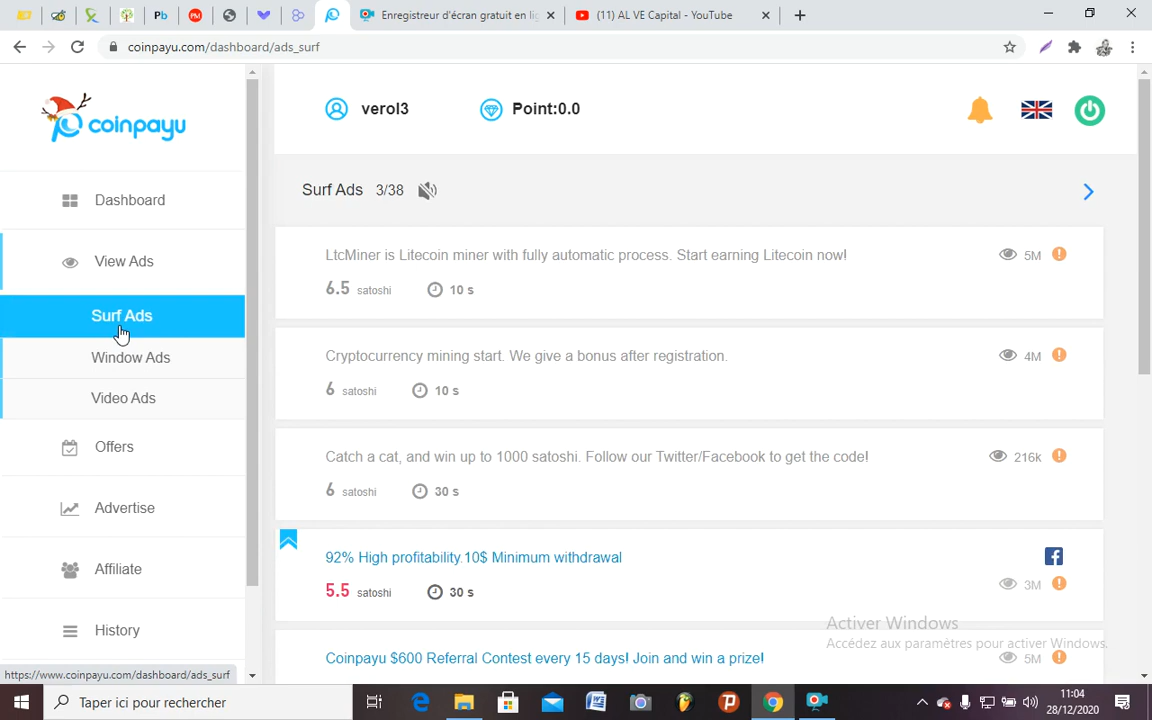 Pb
PM
Enregistreur d'écran gratuit en lig
(11) AL VE Capital - YouTube
coinpayu.com/dashboard/ads_surf
coinpayu
verol3
Point:0.0
Dashboard
View Ads
Surf Ads
Window Ads
Video Ads
Offers
Advertise
Affiliate
History
Surf Ads 3/38
LtcMiner is Litecoin miner with fully automatic process. Start earning Litecoin now!
5M
6.5 satoshi 10 s
Cryptocurrency mining start. We give a bonus after registration.
4M
6 satoshi 10 s
Catch a cat, and win up to 1000 satoshi. Follow our Twitter/Facebook to get the code!
216k
6 satoshi 30 s
92% High profitability.10$ Minimum withdrawal
5.5 satoshi 30 s
3M
Coinpayu $600 Referral Contest every 15 days! Join and win a prize!
5M
Activer Windows
Accédez aux paramètres pour activer Windows.
https://www.coinpayu.com/dashboard/ads_surf
Taper ici pour rechercher
11:04
28/12/2020